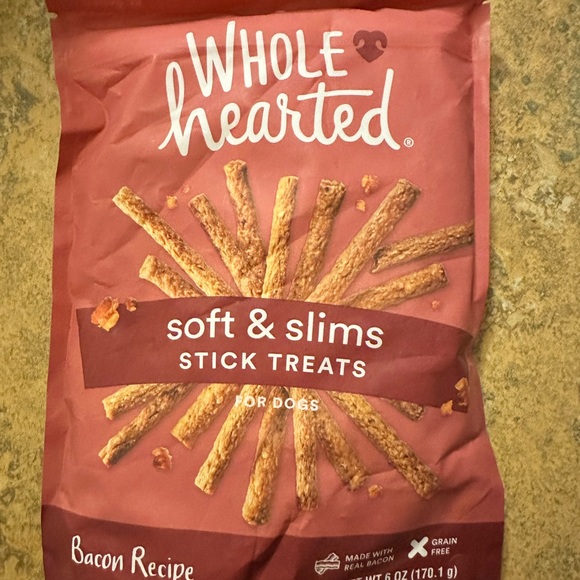 WHOLE
hearted®
soft & slims
STICK TREATS
FOR DOGS
Bacon Recipe
MADE WITH
REAL BACON
GRAIN
FREE
WT 6 OZ (170.1 g)